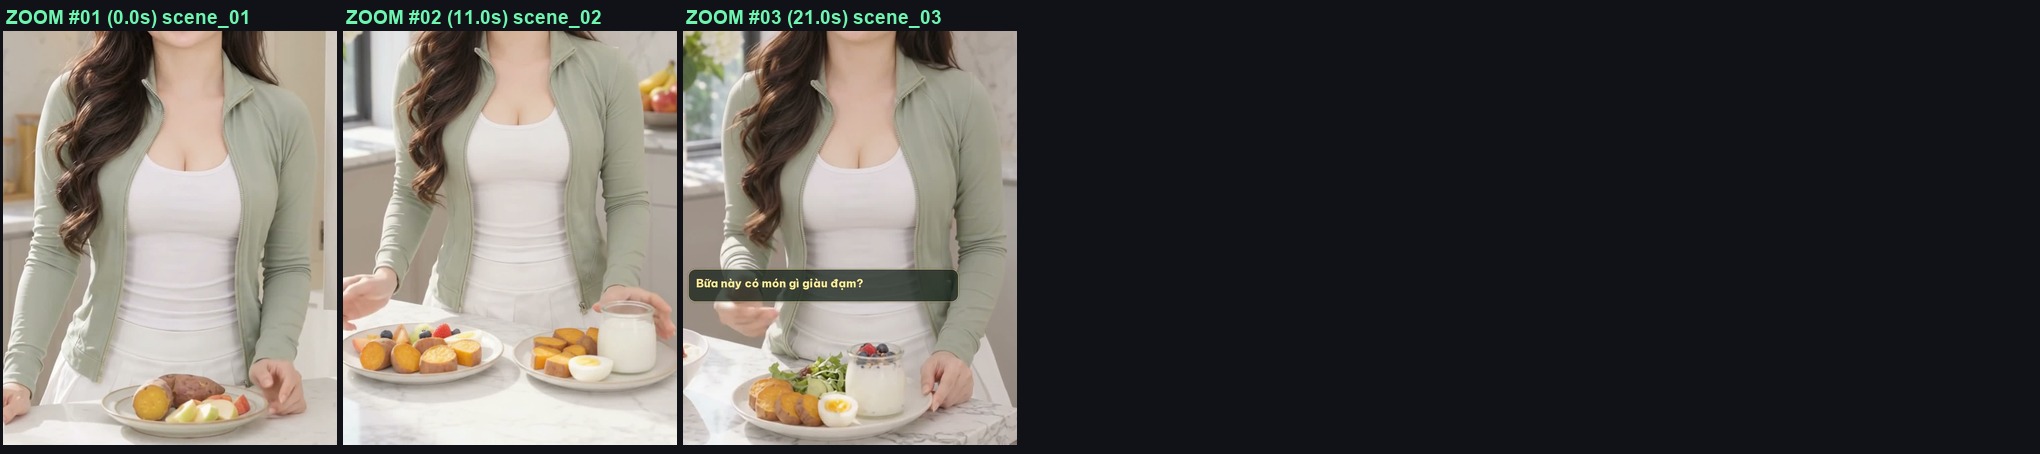 ZOOM #01 (0.0s) scene_01
ZOOM #02 (11.0s) scene_02
ZOOM #03 (21.0s) scene_03
Bữa này có món gì giàu đạm?